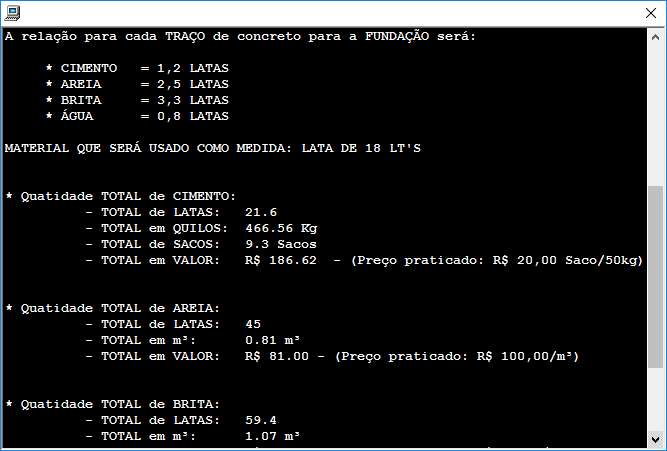 A relação para cada TRAÇO de concreto para a FUNDAÇÃO será:
* CIMENTO = 1,2 LATAS
* AREIA = 2,5 LATAS
* BRITA = 3,3 LATAS
* ÁGUA = 0,8 LATAS
MATERIAL QUE SERÁ USADO COMO MEDIDA: LATA DE 18 LT'S
* Quatidade TOTAL de CIMENTO:
- TOTAL de LATAS: 21.6
- TOTAL em QUILOS: 466.56 Kg
- TOTAL de SACOS: 9.3 Sacos
- TOTAL em VALOR: R$ 186.62 - (Preço praticado: R$ 20,00 Saco/50kg)
* Quatidade TOTAL de AREIA:
- TOTAL de LATAS: 45
- TOTAL em m³: 0.81 m³
- TOTAL em VALOR: R$ 81.00 - (Preço praticado: R$ 100,00/m³)
* Quatidade TOTAL de BRITA:
- TOTAL de LATAS: 59.4
- TOTAL em m³: 1.07 m³